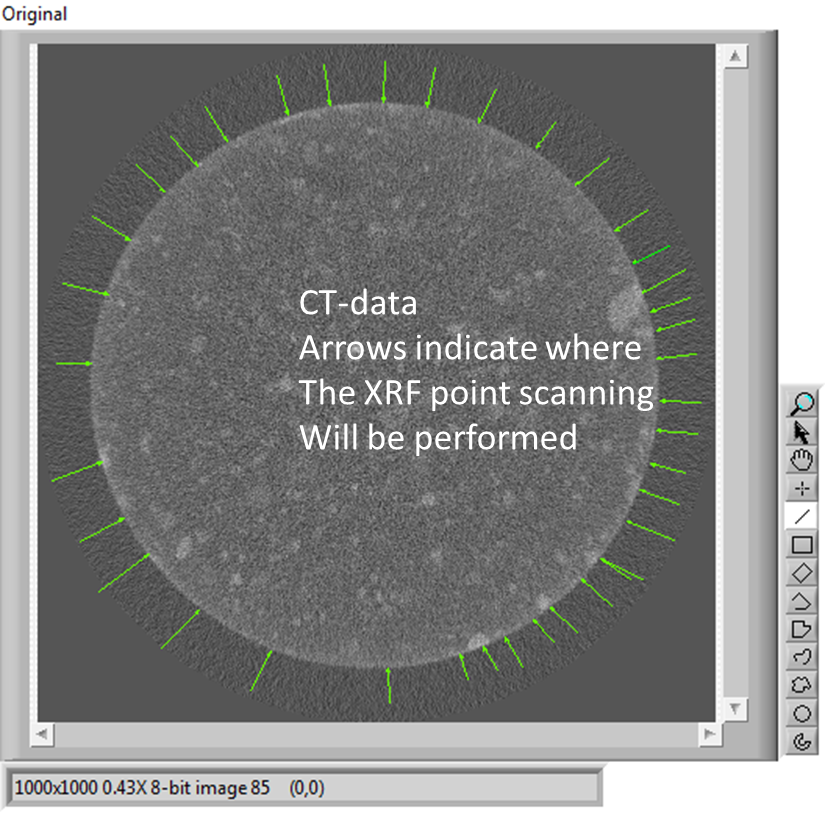 Original
CT-data
Arrows indicate where
The XRF point scanning
Will be performed
1000x1000 0.43X 8-bit image 85 (0,0)